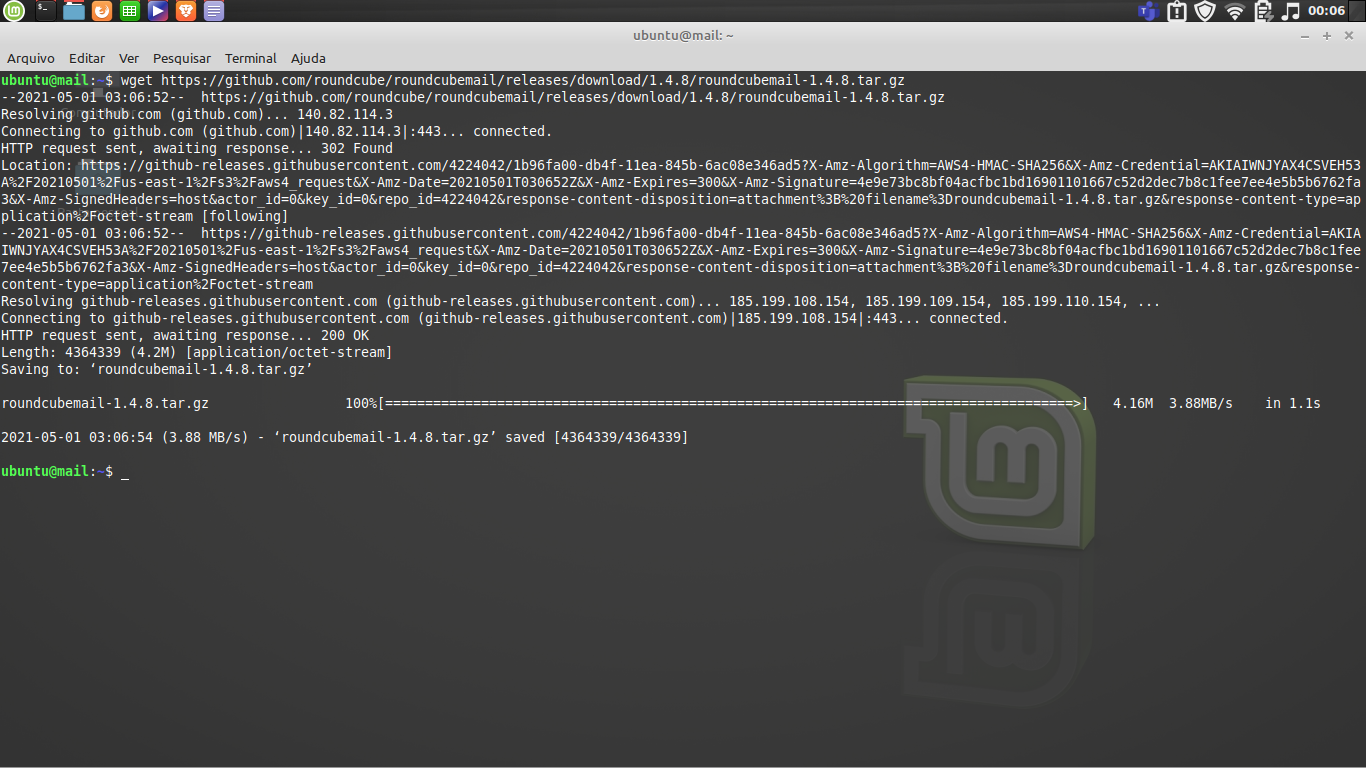 00:06
ubuntu@mail: ~
Arquivo Editar Ver Pesquisar Terminal Ajuda
ubuntu@mail:~$ wget https://github.com/roundcube/roundcubemail/releases/download/1.4.8/roundcubemail-1.4.8.tar.gz
--2021-05-01 03:06:52--  https://github.com/roundcube/roundcubemail/releases/download/1.4.8/roundcubemail-1.4.8.tar.gz
Resolving github.com (github.com)... 140.82.114.3
Connecting to github.com (github.com)|140.82.114.3|:443... connected.
HTTP request sent, awaiting response... 302 Found
Location: https://github-releases.githubusercontent.com/4224042/1b96fa00-db4f-11ea-845b-6ac08e346ad5?X-Amz-Algorithm=AWS4-HMAC-SHA256&X-Amz-Credential=AKIAIWNJYAX4CSVEH53
A%2F20210501%2Fus-east-1%2Fs3%2Faws4_request&X-Amz-Date=20210501T030652Z&X-Amz-Expires=300&X-Amz-Signature=4e9e73bc8bf04acfbc1bd16901101667c52d2dec7b8c1fee7ee4e5b5b6762fa
3&X-Amz-SignedHeaders=host&actor_id=0&key_id=0&repo_id=4224042&response-content-disposition=attachment%3B%20filename%3Droundcubemail-1.4.8.tar.gz&response-content-type=ap
plication%2Foctet-stream [following]
--2021-05-01 03:06:52--  https://github-releases.githubusercontent.com/4224042/1b96fa00-db4f-11ea-845b-6ac08e346ad5?X-Amz-Algorithm=AWS4-HMAC-SHA256&X-Amz-Credential=AKIA
IWNJYAX4CSVEH53A%2F20210501%2Fus-east-1%2Fs3%2Faws4_request&X-Amz-Date=20210501T030652Z&X-Amz-Expires=300&X-Amz-Signature=4e9e73bc8bf04acfbc1bd16901101667c52d2dec7b8c1fee
7ee4e5b5b6762fa3&X-Amz-SignedHeaders=host&actor_id=0&key_id=0&repo_id=4224042&response-content-disposition=attachment%3B%20filename%3Droundcubemail-1.4.8.tar.gz&response-
content-type=application%2Foctet-stream
Resolving github-releases.githubusercontent.com (github-releases.githubusercontent.com)... 185.199.108.154, 185.199.109.154, 185.199.110.154, ...
Connecting to github-releases.githubusercontent.com (github-releases.githubusercontent.com)|185.199.108.154|:443... connected.
HTTP request sent, awaiting response... 200 OK
Length: 4364339 (4.2M) [application/octet-stream]
Saving to: ‘roundcubemail-1.4.8.tar.gz’
roundcubemail-1.4.8.tar.gz 100%[======================================================================================>] 4.16M 3.88MB/s in 1.1s
2021-05-01 03:06:54 (3.88 MB/s) - ‘roundcubemail-1.4.8.tar.gz’ saved [4364339/4364339]
ubuntu@mail:~$ _